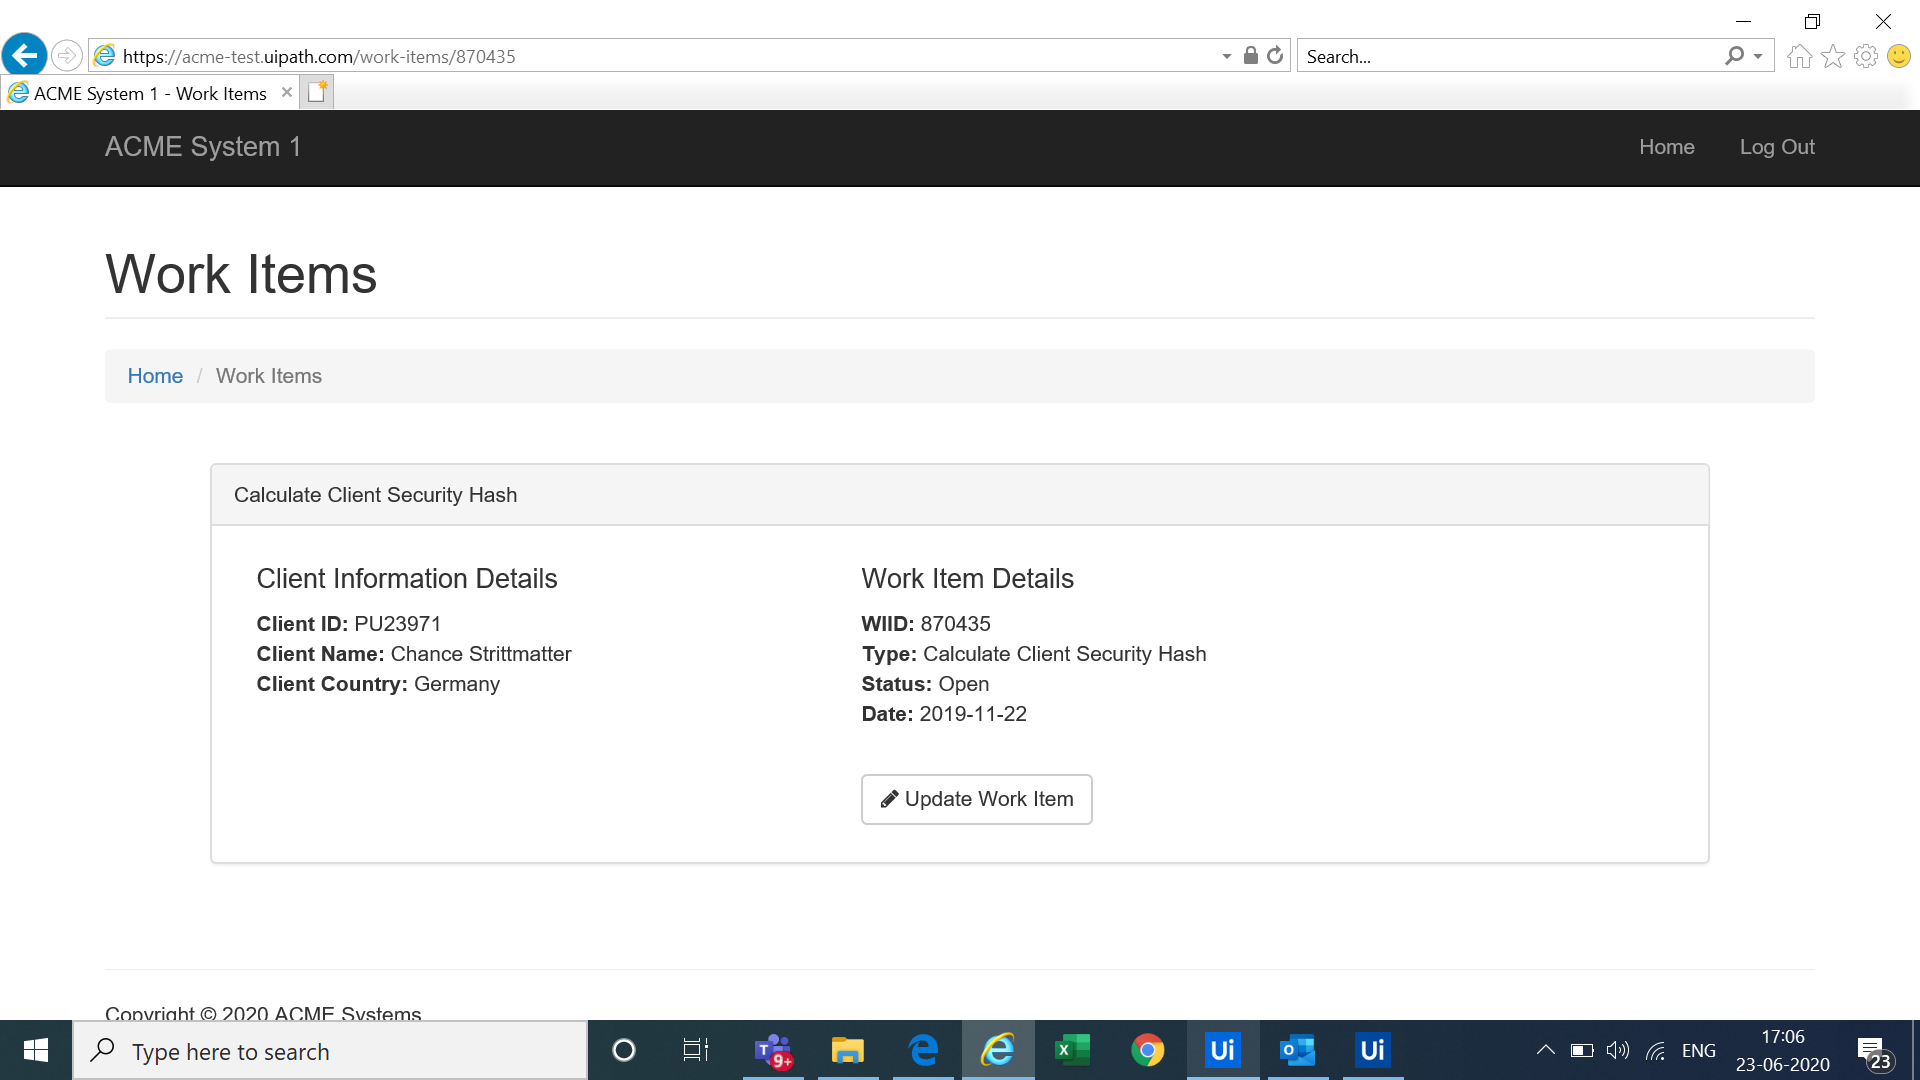 https://acme-test.uipath.com/work-items/870435
Search...
ACME System 1 - Work Items
ACME System 1
Home
Log Out
Work Items
Home / Work Items
Calculate Client Security Hash
Client Information Details
Client ID: PU23971
Client Name: Chance Strittmatter
Client Country: Germany
Work Item Details
WIID: 870435
Type: Calculate Client Security Hash
Status: Open
Date: 2019-11-22
Update Work Item
Copyright © 2020 ACME Systems
Type here to search
T
9+
X
Ui
O
Ui
ENG
17:06
23-06-2020
23